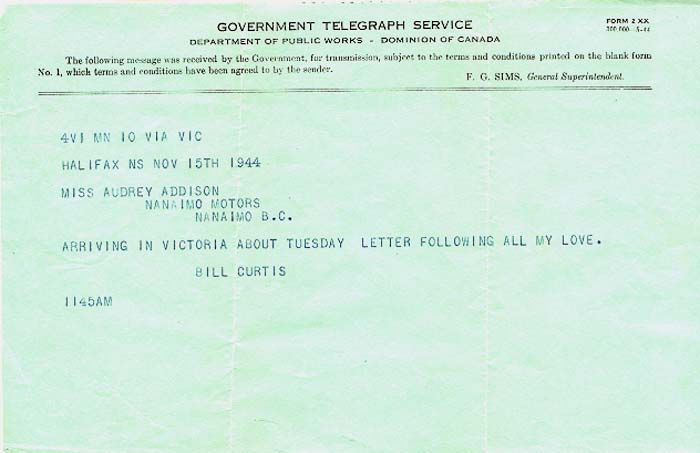 GOVERNMENT TELEGRAPH SERVICE
FORM 2 XX
DEPARTMENT OF PUBLIC WORKS - DOMINION OF CANADA
The following message was received by the Government, for transmission, subject to the terms and conditions printed on the blank form
No. 1, which terms and conditions have been agreed to by the sender.
F. G. SIMS, General Superintendent.
4V1 MN 10 VIA VIC
HALIFAX NS NOV 15TH 1944
MISS AUDREY ADDISON
NANAIMO MOTORS
NANAIMO B.C.
ARRIVING IN VICTORIA ABOUT TUESDAY LETTER FOLLOWING ALL MY LOVE.
BILL CURTIS
1145AM